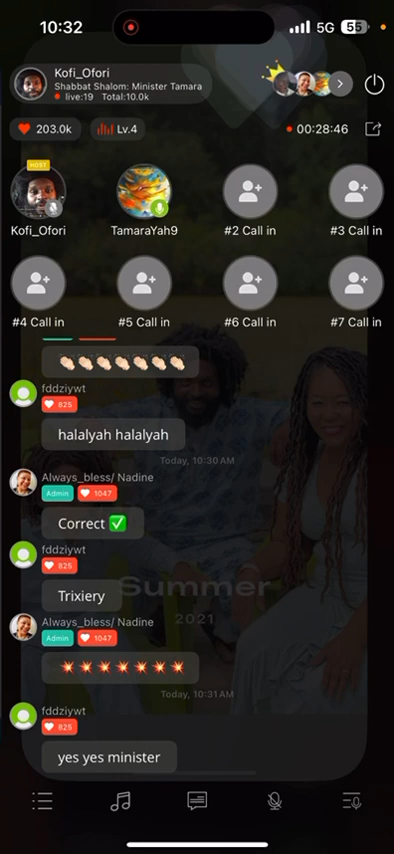 10:32
5G 55
Kofi_Ofori
Shabbat Shalom: Minister Tamara
live:19 Total:10.0k
203.0k
Lv.4
00:28:46
HOST
Kofi_Ofori
TamaraYah9
#2 Call in
#3 Call in
#4 Call in
#5 Call in
#6 Call in
#7 Call in
👏🏻👏🏻👏🏻👏🏻👏🏻👏🏻👏🏻
fddziywt
825
halalyah halalyah
Today, 10:30 AM
Always_bless/ Nadine
Admin 1047
Correct ✅
fddziywt
825
Trixiery
Summer
2021
Always_bless/ Nadine
Admin 1047
💥💥💥💥💥💥💥
Today, 10:31 AM
fddziywt
825
yes yes minister